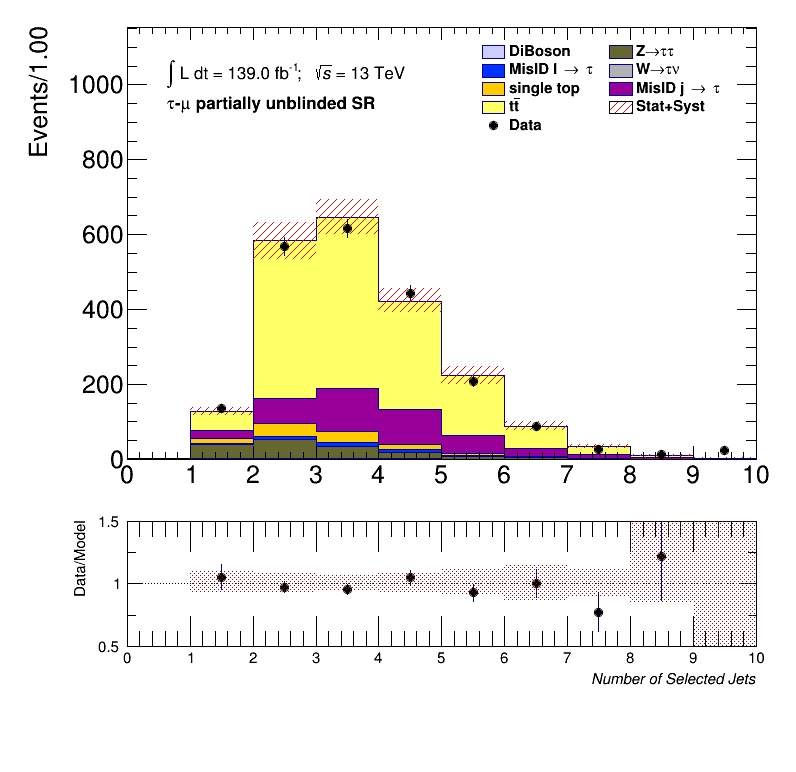 Events/1.00
1000
800
600
400
200
0
∫ L dt = 139.0 fb⁻¹; √s = 13 TeV
τ-μ partially unblinded SR
DiBoson
MisID l → τ
single top
tt̄
Data
Z→ττ
W→τν
MisID j → τ
Stat+Syst
0 1 2 3 4 5 6 7 8 9 10
Data/Model
1.5
1
0.5
0 1 2 3 4 5 6 7 8 9 10
Number of Selected Jets